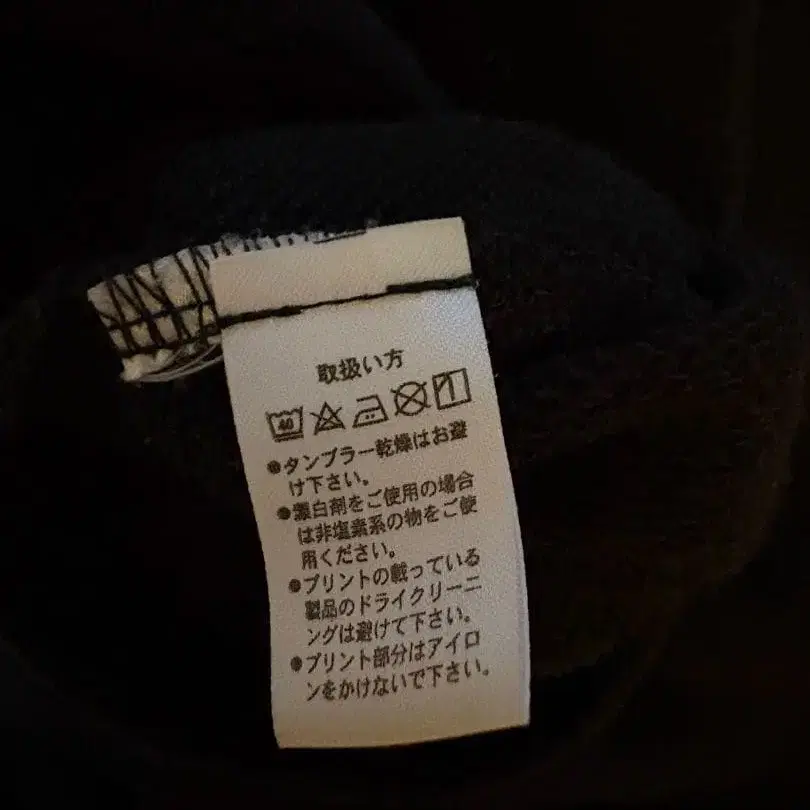 取扱い方
40
●タンブラー乾燥はお避
け下さい。
●漂白剤をご使用の場合
は非塩素系の物をご使
用ください。
●プリントの載っている
製品のドライクリーニ
ングは避けて下さい。
●プリント部分はアイロ
ンをかけないで下さい。